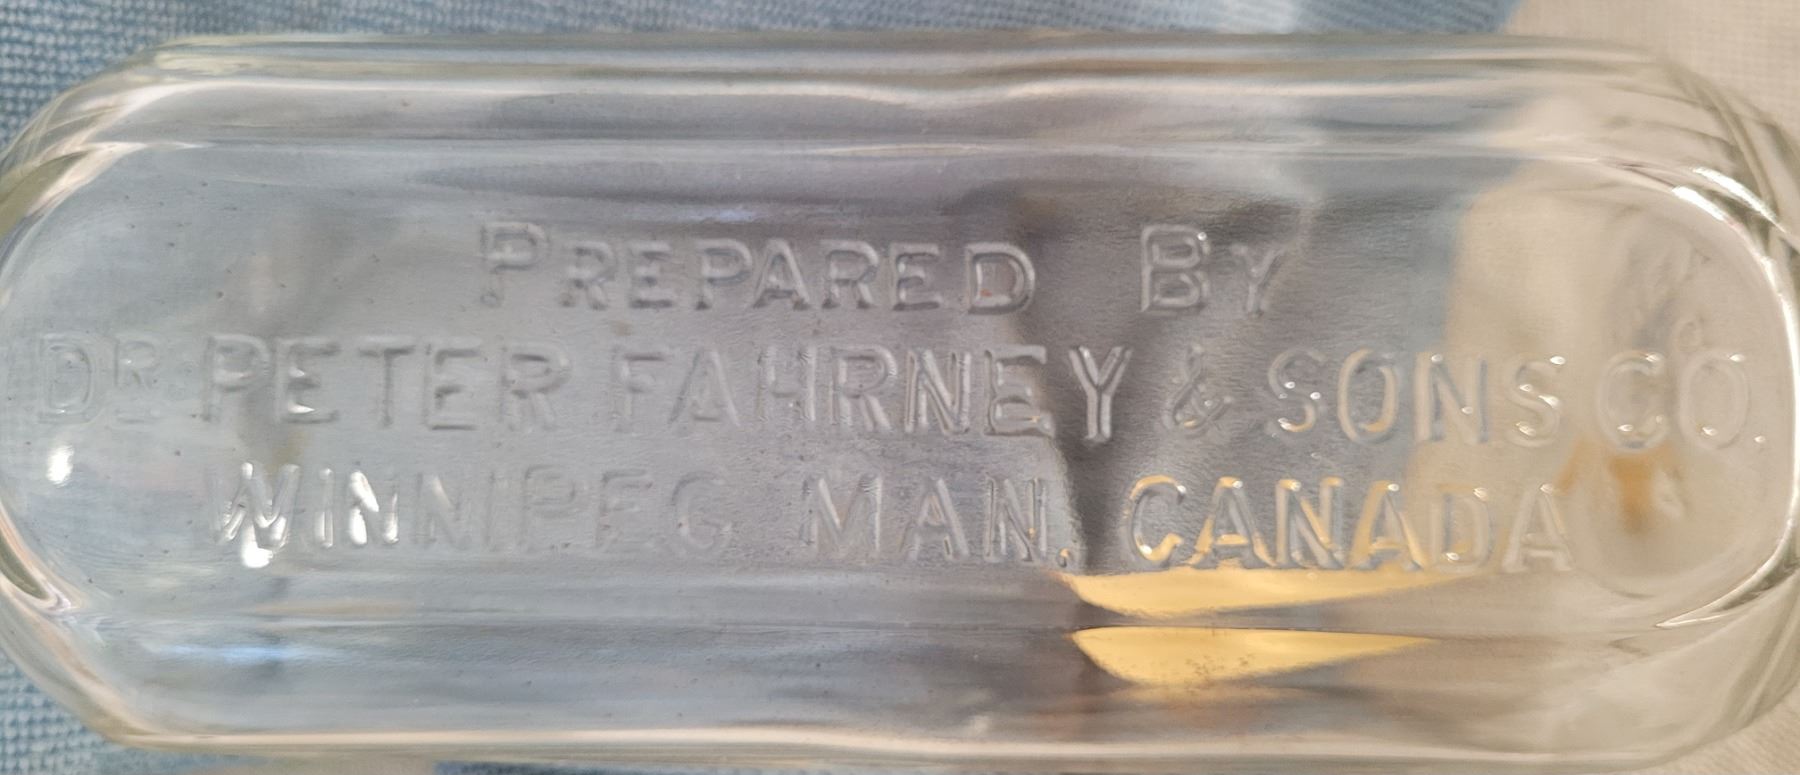 PREPARED BY
DR. PETER FAHRNEY & SONS CO.
WINNIPEG MAN. CANADA